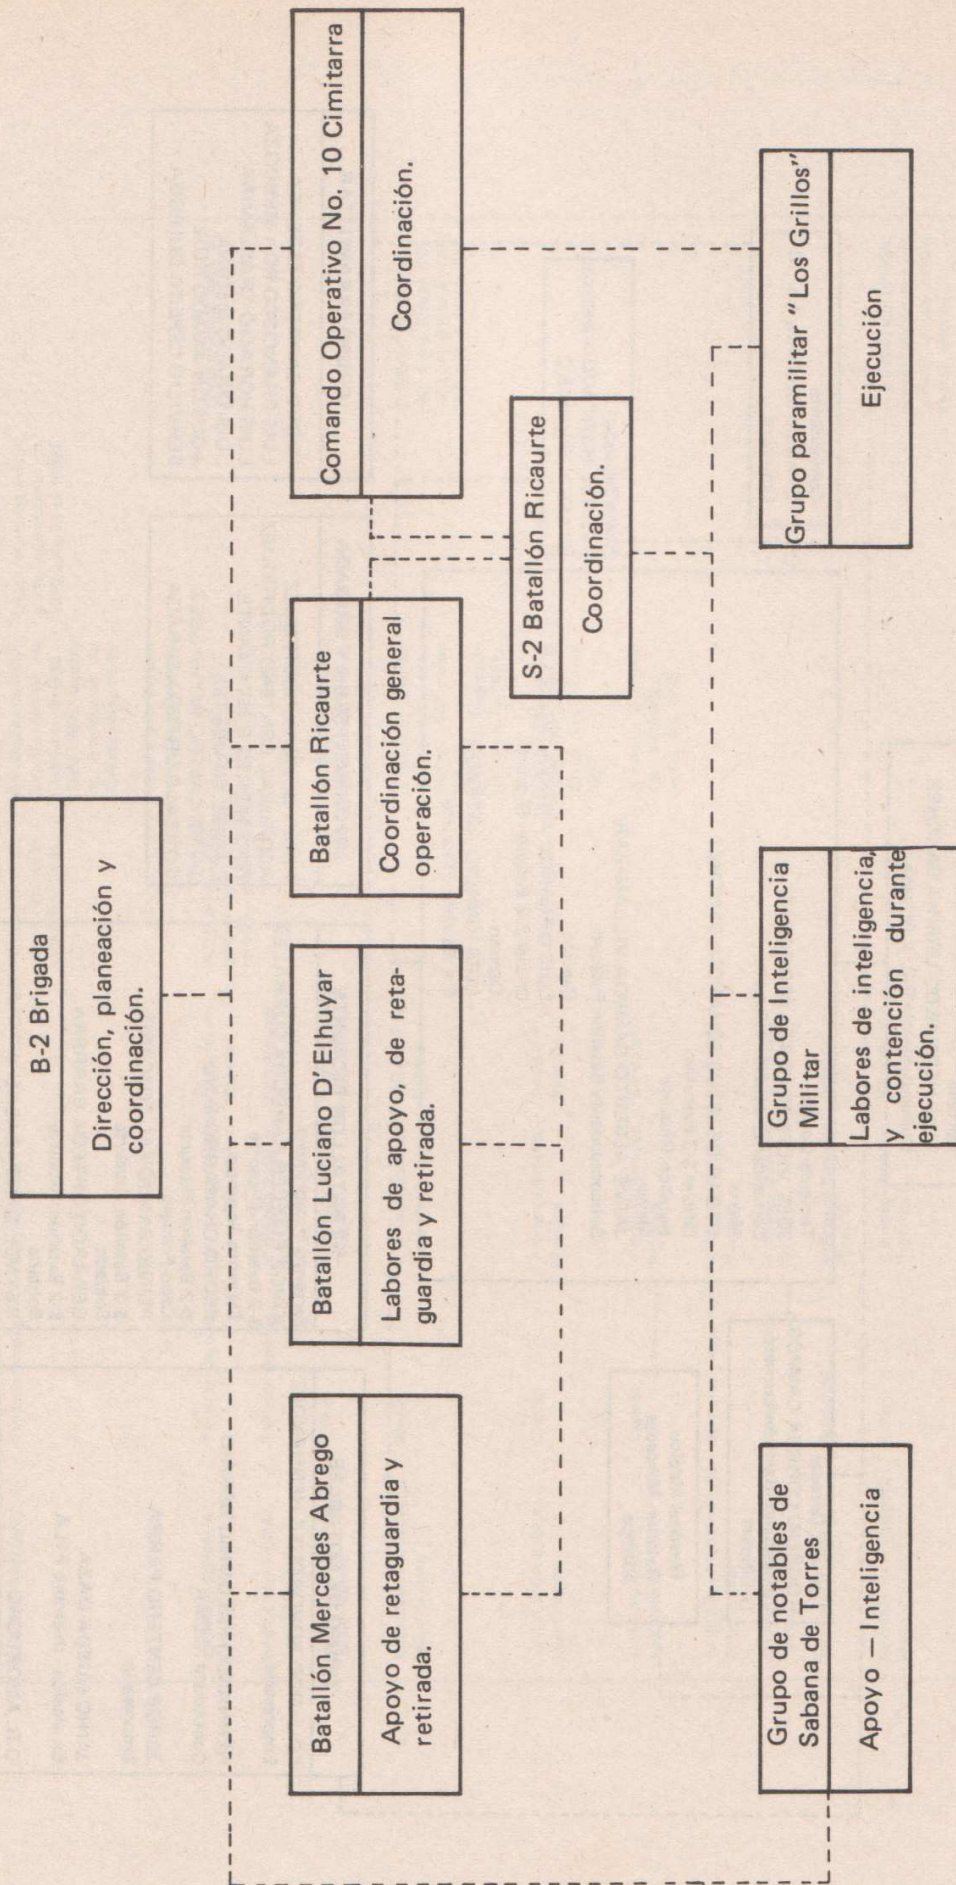 B-2 Brigada
Dirección, planeación y
coordinación.
Batallón Mercedes Abrego
Apoyo de retaguardia y
retirada.
Batallón Luciano D'Elhuyar
Labores de apoyo, de reta-
guardia y retirada.
Batallón Ricaurte
Coordinación general
operación.
Comando Operativo No. 10 Cimitarra
Coordinación.
S-2 Batallón Ricaurte
Coordinación.
Grupo de notables de
Sabana de Torres
Apoyo — Inteligencia
Grupo de Inteligencia
Militar
Labores de inteligencia,
y contención durante
ejecución.
Grupo paramilitar "Los Grillos"
Ejecución